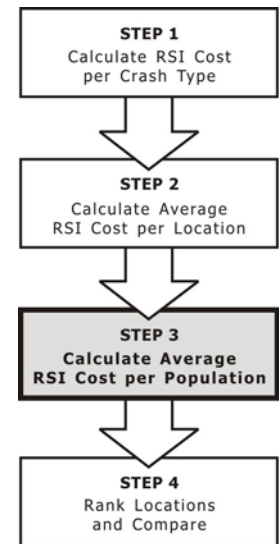 STEP 1
Calculate RSI Cost
per Crash Type
STEP 2
Calculate Average
RSI Cost per Location
STEP 3
Calculate Average
RSI Cost per Population
STEP 4
Rank Locations
and Compare